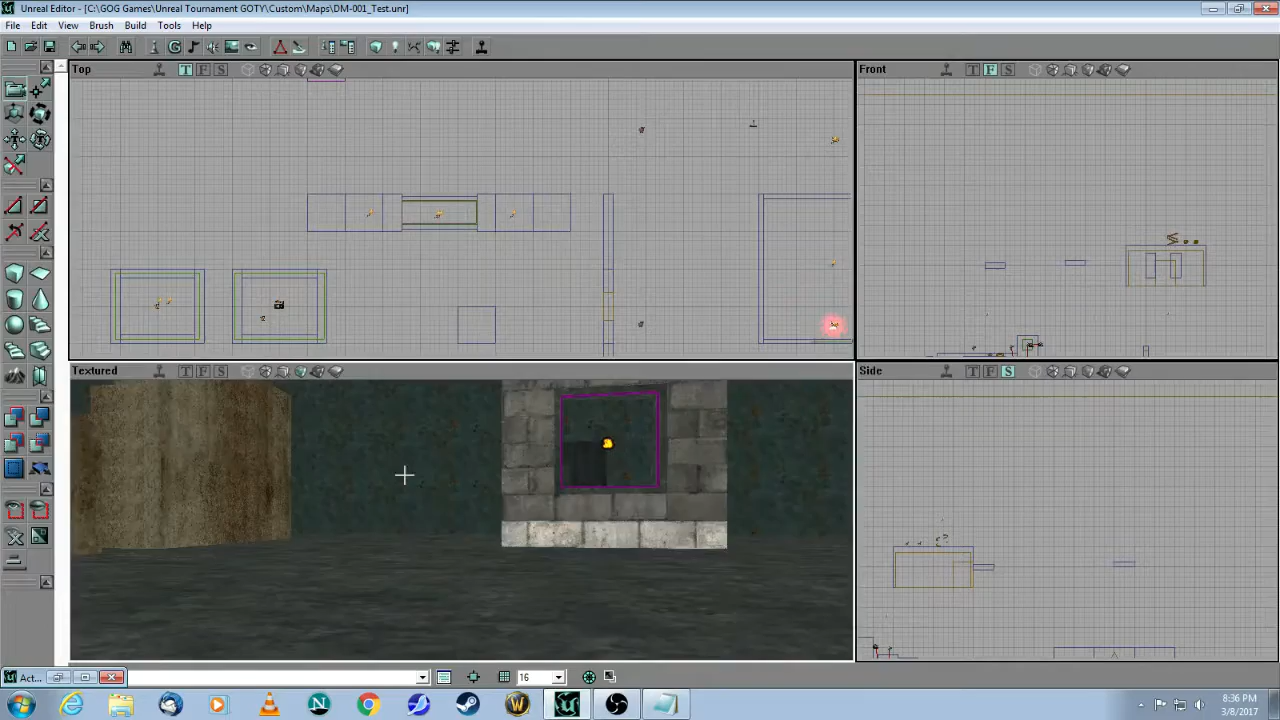 Unreal Editor - [C:\GOG Games\Unreal Tournament GOTY\Custom\Maps\DM-001_Test.unr]
File Edit View Brush Build Tools Help
Top T F S
Front T F S
Textured T F S
Side T F S
Act...
16
8:36 PM
3/8/2017